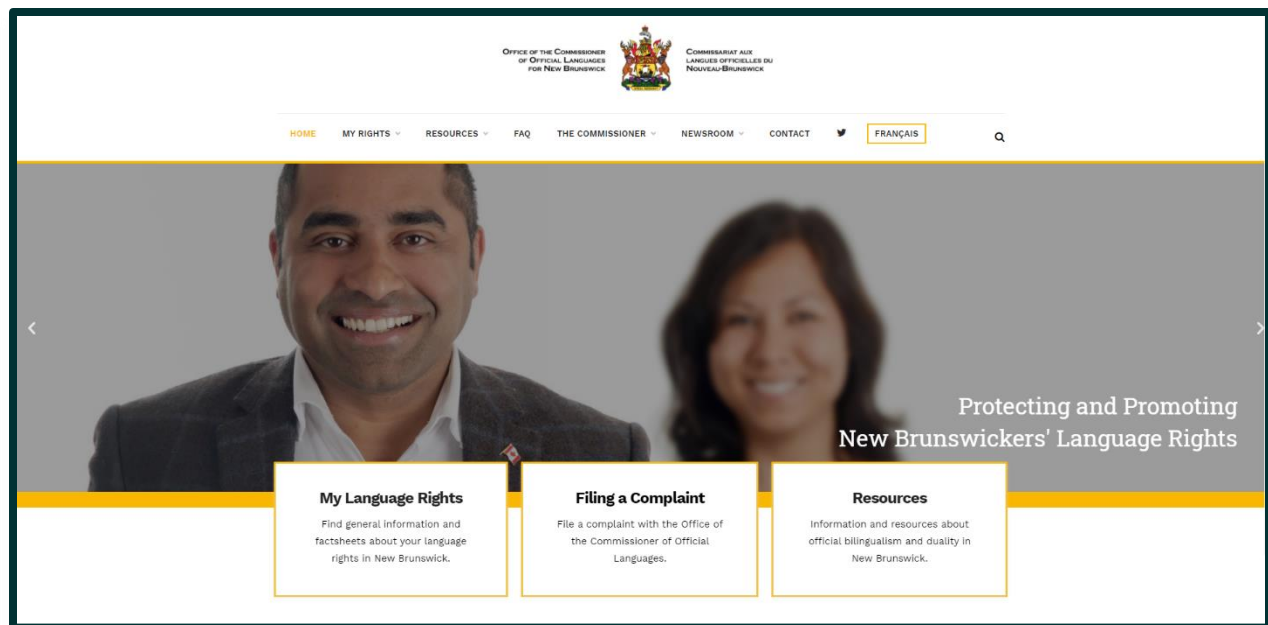 OFFICE OF THE COMMISSIONER
OF OFFICIAL LANGUAGES
FOR NEW BRUNSWICK
COMMISSARIAT AUX
LANGUES OFFICIELLES DU
NOUVEAU-BRUNSWICK
HOME MY RIGHTS RESOURCES FAQ THE COMMISSIONER NEWSROOM CONTACT FRANÇAIS
Protecting and Promoting
New Brunswickers' Language Rights
My Language Rights
Find general information and
factsheets about your language
rights in New Brunswick.
Filing a Complaint
File a complaint with the Office of
the Commissioner of Official
Languages.
Resources
Information and resources about
official bilingualism and duality in
New Brunswick.